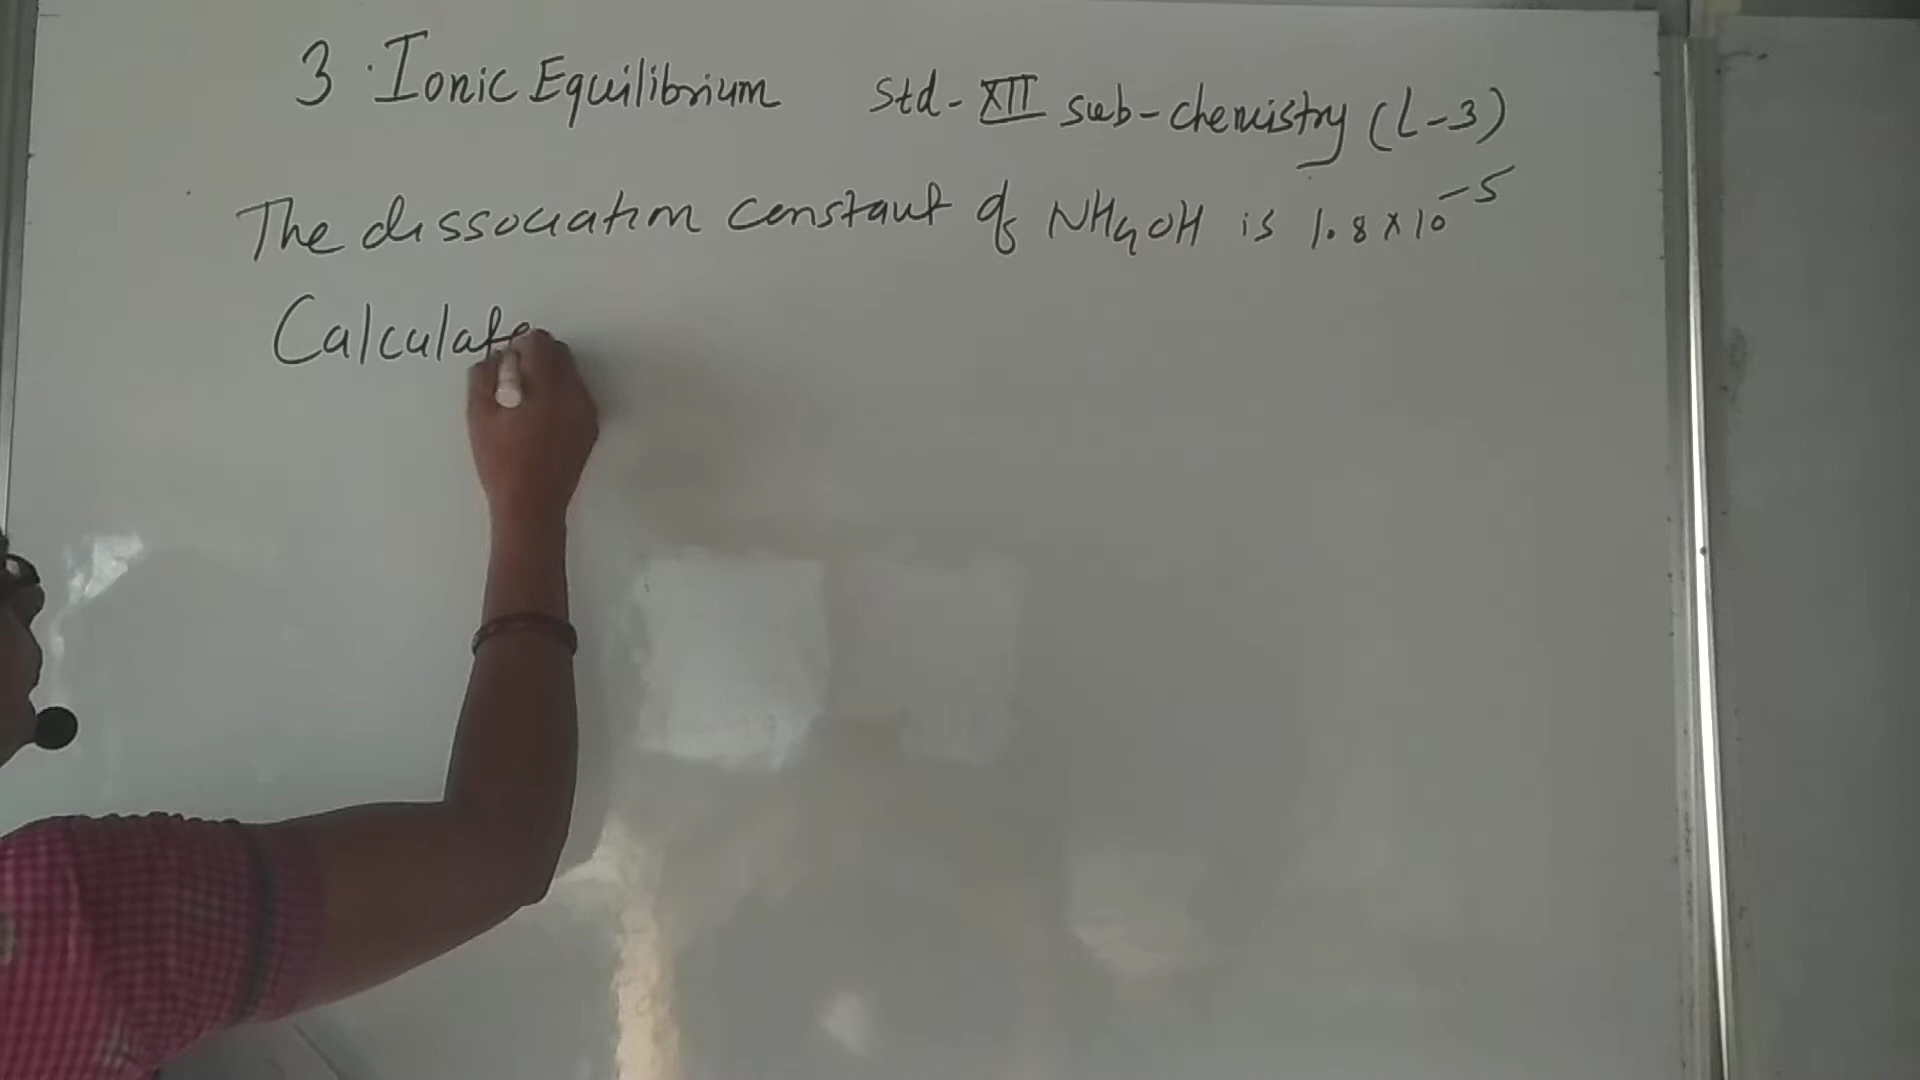 3. Ionic Equilibrium Std- XII sub-chemistry (L-3)
The dissociation constant of NH4OH is 1.8 x 10^-5
Calculate